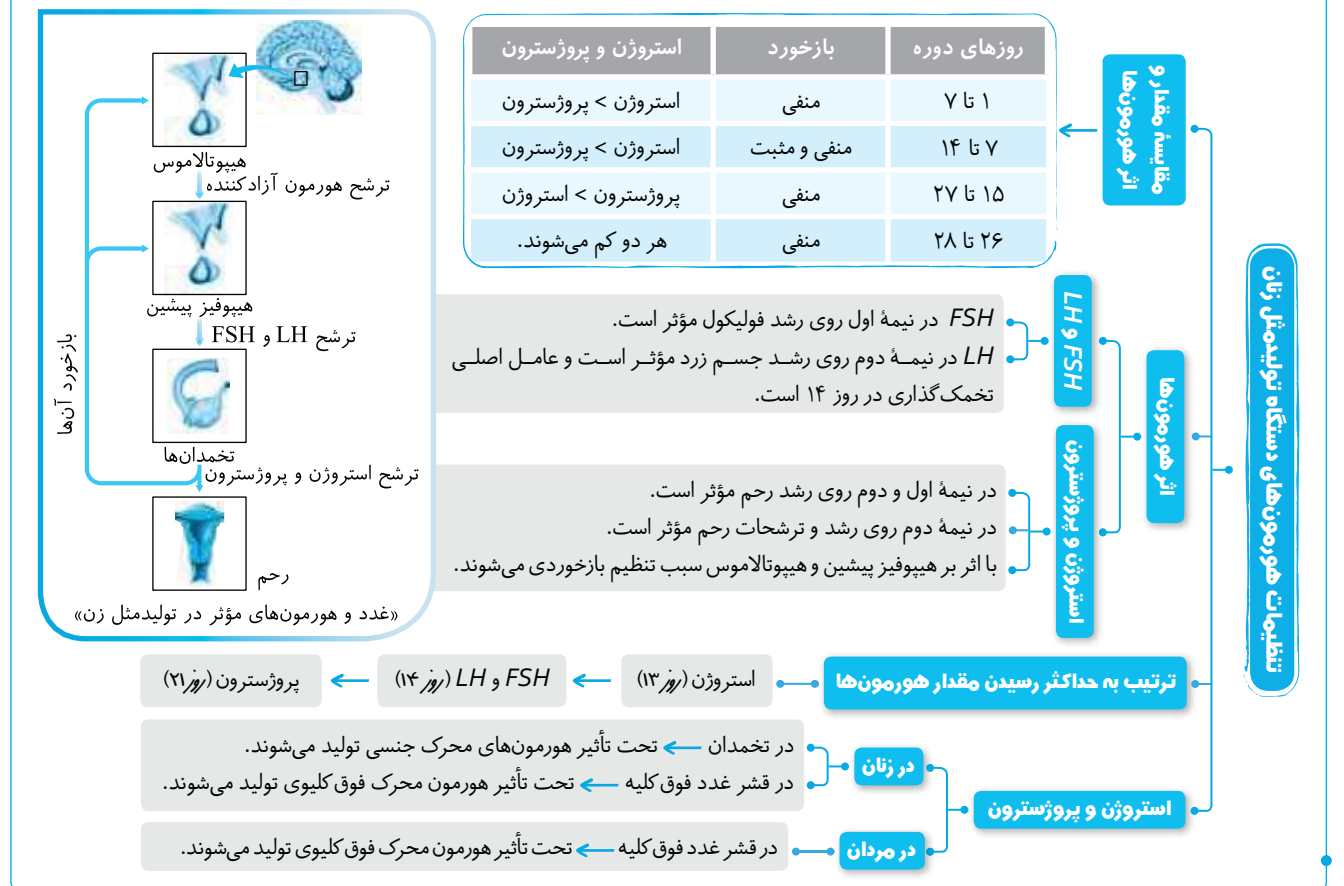 تنظیمات هورمون‌های دستگاه تولیدمثل زنان
مقایسهٔ مقدار و
اثر هورمون‌ها
روزهای دوره	بازخورد	استروژن و پروژسترون
۱ تا ۷	منفی	استروژن > پروژسترون
۷ تا ۱۴	منفی و مثبت	استروژن > پروژسترون
۱۵ تا ۲۷	منفی	پروژسترون > استروژن
۲۶ تا ۲۸	منفی	هر دو کم می‌شوند.
اثر هورمون‌ها
FSH و LH
FSH در نیمهٔ اول روی رشد فولیکول مؤثر است.
LH در نیمـهٔ دوم روی رشـد جسـم زرد مؤثـر اسـت و عامـل اصلـی
تخمک‌گذاری در روز ۱۴ است.
استروژن و پروژسترون
در نیمهٔ اول و دوم روی رشد رحم مؤثر است.
در نیمهٔ دوم روی رشد و ترشحات رحم مؤثر است.
با اثر بر هیپوفیز پیشین و هیپوتالاموس سبب تنظیم بازخوردی می‌شوند.
هیپوتالاموس
ترشح هورمون آزادکننده
هیپوفیز پیشین
ترشح LH و FSH
تخمدان‌ها
ترشح استروژن و پروژسترون
رحم
بازخورد آن‌ها
«غدد و هورمون‌های مؤثر در تولیدمثل زن»
ترتیب به حداکثر رسیدن مقدار هورمون‌ها
استروژن (روز ۱۳) ← FSH و LH (روز ۱۴) ← پروژسترون (روز ۲۱)
استروژن و پروژسترون
در زنان
در تخمدان ← تحت تأثیر هورمون‌های محرک جنسی تولید می‌شوند.
در قشر غدد فوق‌کلیه ← تحت تأثیر هورمون محرک فوق‌کلیوی تولید می‌شوند.
در مردان
در قشر غدد فوق‌کلیه ← تحت تأثیر هورمون محرک فوق‌کلیوی تولید می‌شوند.